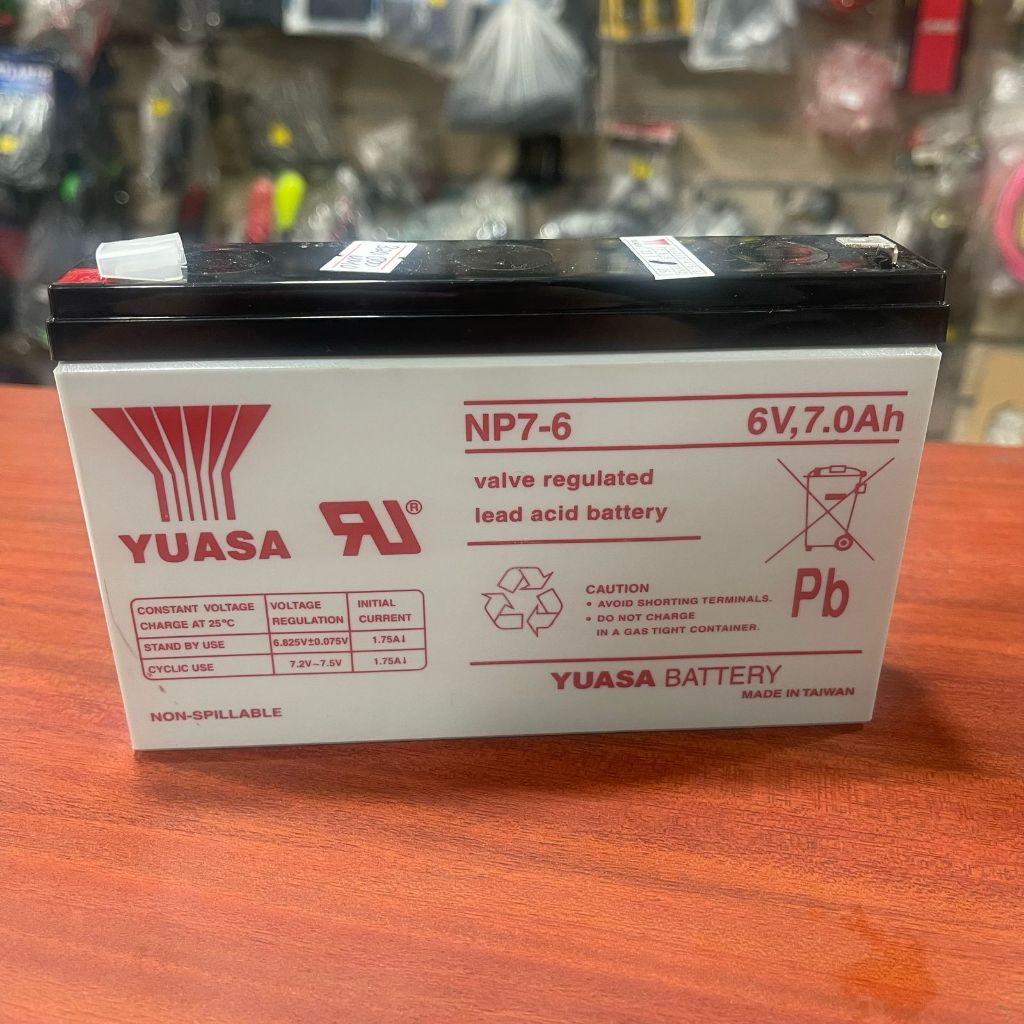 NP7-6 6V,7.0Ah
valve regulated
lead acid battery
YUASA
RU®
Pb
CONSTANT VOLTAGE CHARGE AT 25°C VOLTAGE REGULATION INITIAL CURRENT
STAND BY USE 6.825V±0.075V 1.75A↓
CYCLIC USE 7.2V~7.5V 1.75A↓
CAUTION
• AVOID SHORTING TERMINALS.
• DO NOT CHARGE
IN A GAS TIGHT CONTAINER.
YUASA BATTERY
MADE IN TAIWAN
NON-SPILLABLE